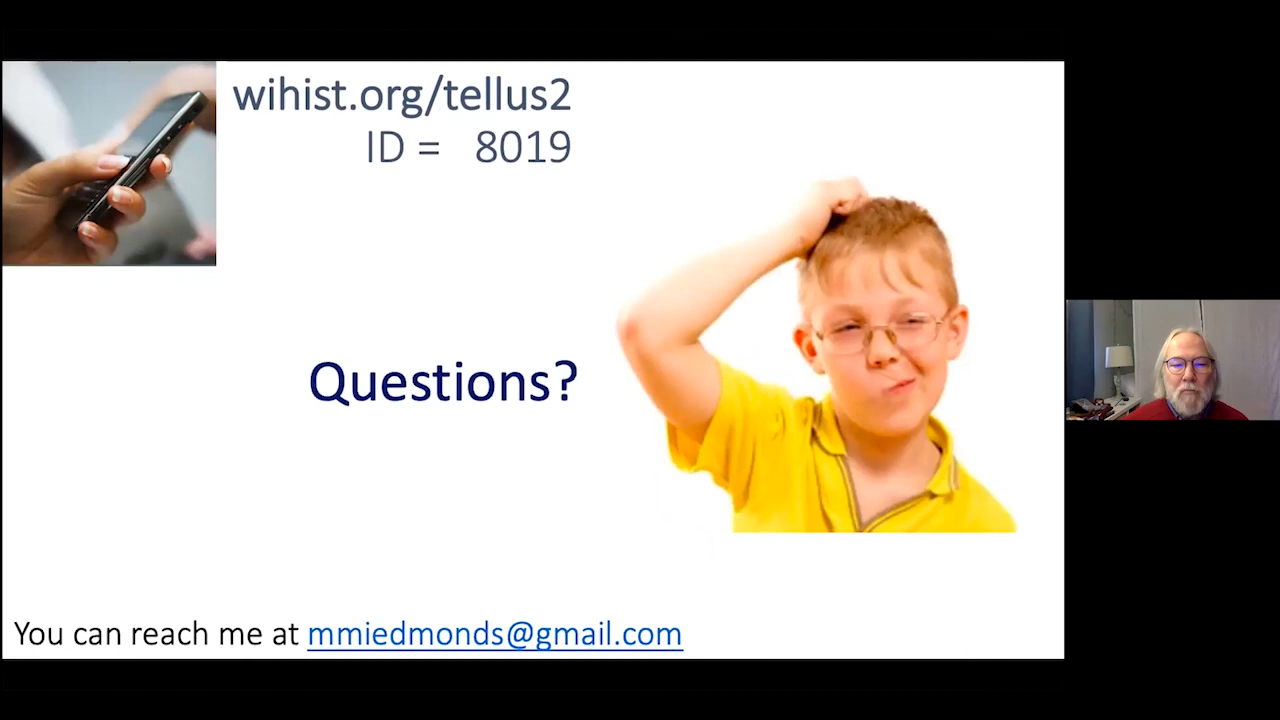 wihist.org/tellus2
ID = 8019
Questions?
You can reach me at mmiedmonds@gmail.com